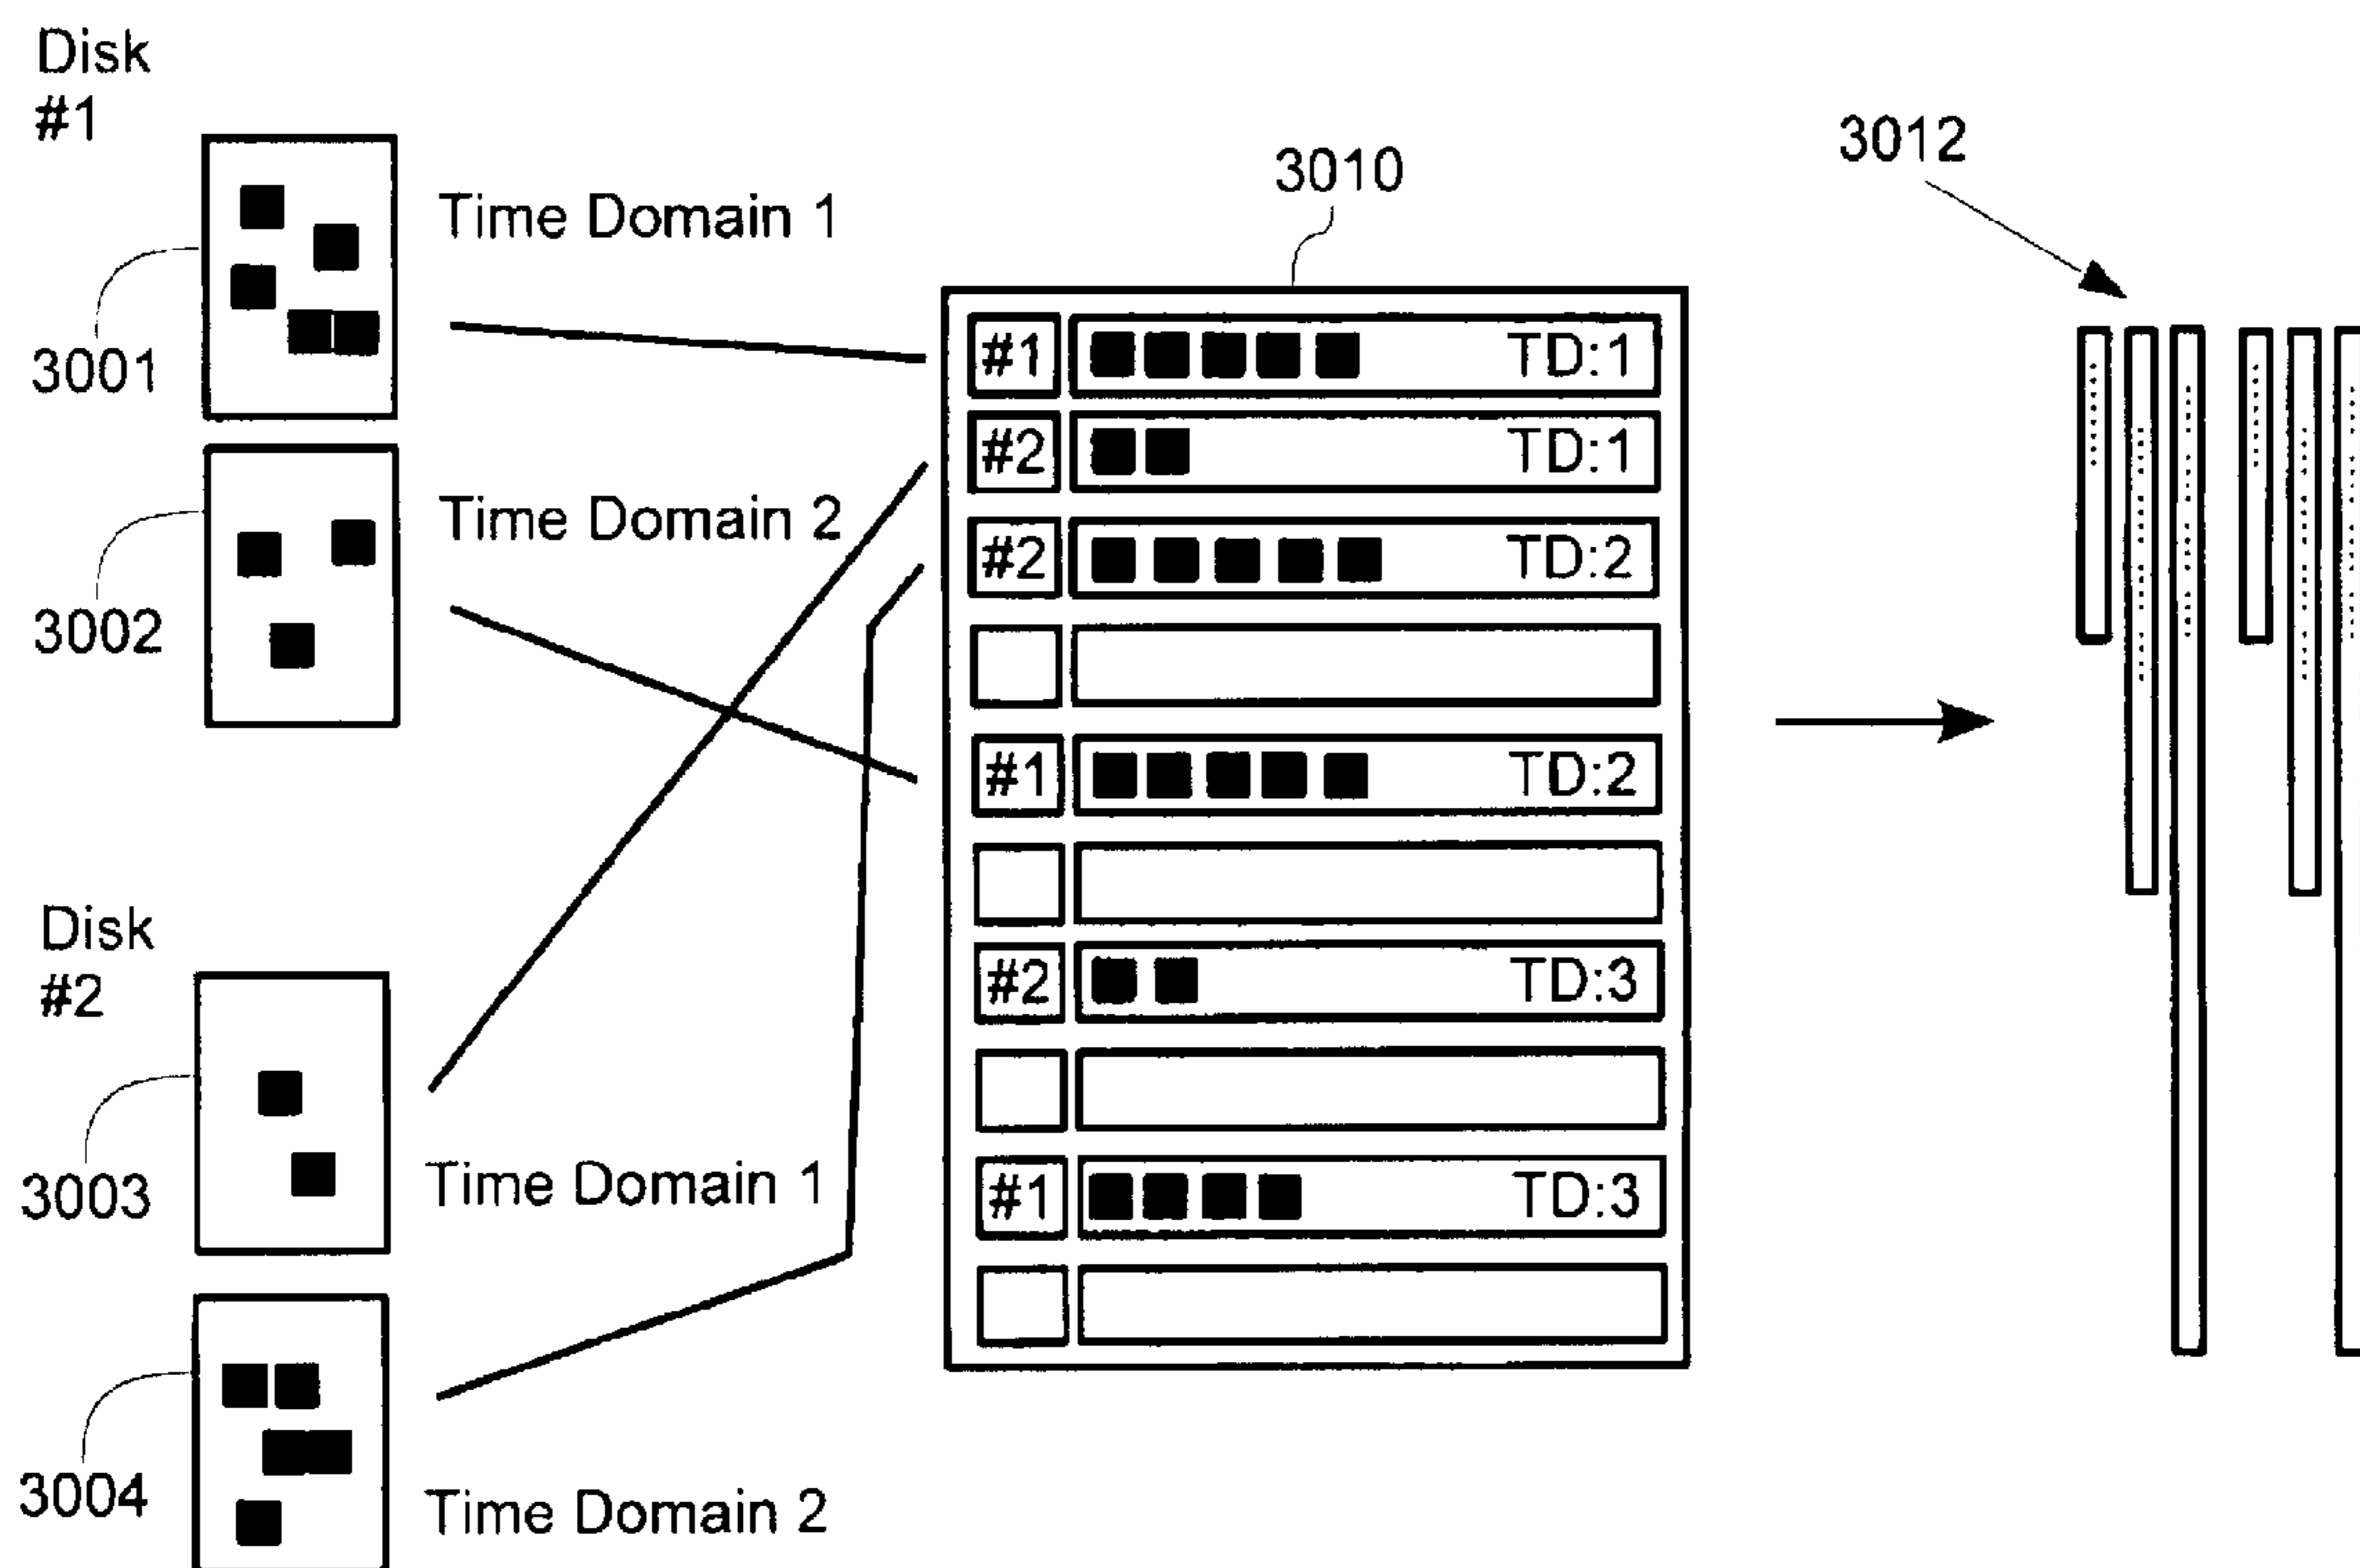 Disk
#1
3001
Time Domain 1
3002
Time Domain 2
Disk
#2
3003
Time Domain 1
3004
Time Domain 2
3010
#1 TD:1
#2 TD:1
#2 TD:2
#1 TD:2
#2 TD:3
#1 TD:3
3012